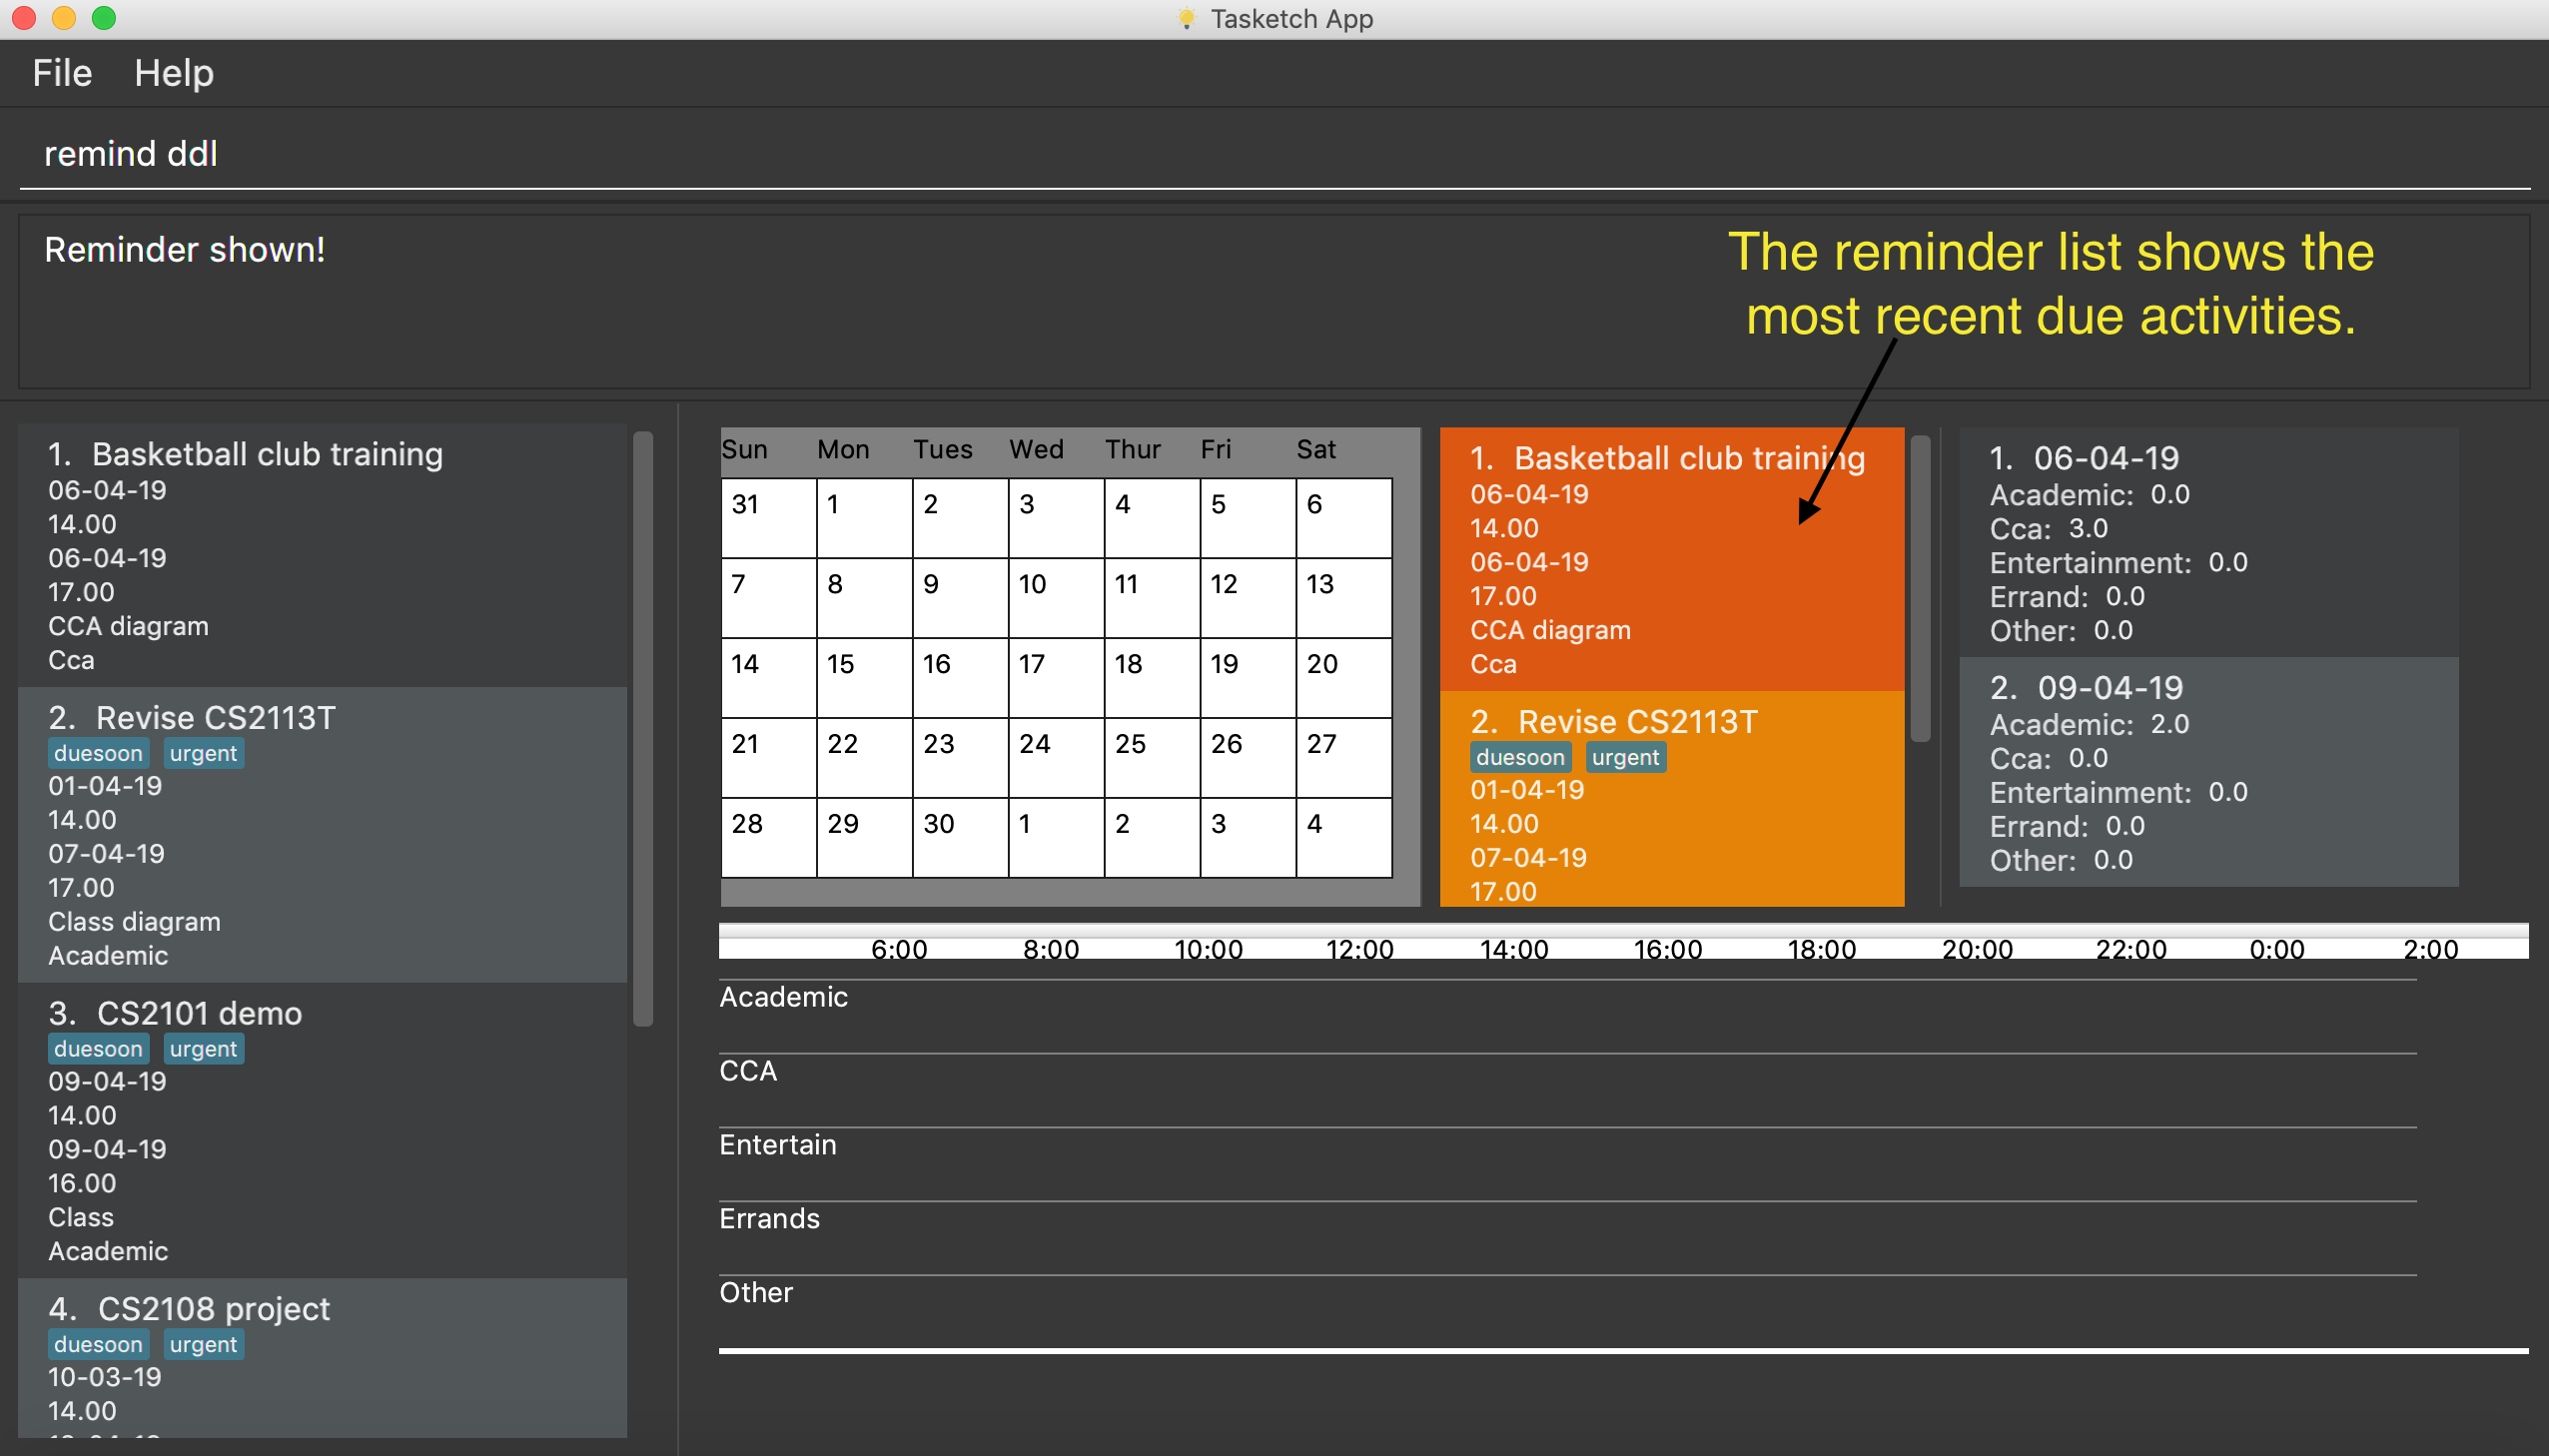 Tasketch App
File Help
remind ddl
Reminder shown!
The reminder list shows the
most recent due activities.
1. Basketball club training
06-04-19
14.00
06-04-19
17.00
CCA diagram
Cca
2. Revise CS2113T
duesoon urgent
01-04-19
14.00
07-04-19
17.00
Class diagram
Academic
3. CS2101 demo
duesoon urgent
09-04-19
14.00
09-04-19
16.00
Class
Academic
4. CS2108 project
duesoon urgent
10-03-19
14.00
Sun Mon Tues Wed Thur Fri Sat
31 1 2 3 4 5 6
7 8 9 10 11 12 13
14 15 16 17 18 19 20
21 22 23 24 25 26 27
28 29 30 1 2 3 4
1. Basketball club training
06-04-19
14.00
06-04-19
17.00
CCA diagram
Cca
2. Revise CS2113T
duesoon urgent
01-04-19
14.00
07-04-19
17.00
1. 06-04-19
Academic: 0.0
Cca: 3.0
Entertainment: 0.0
Errand: 0.0
Other: 0.0
2. 09-04-19
Academic: 2.0
Cca: 0.0
Entertainment: 0.0
Errand: 0.0
Other: 0.0
6:00 8:00 10:00 12:00 14:00 16:00 18:00 20:00 22:00 0:00 2:00
Academic
CCA
Entertain
Errands
Other